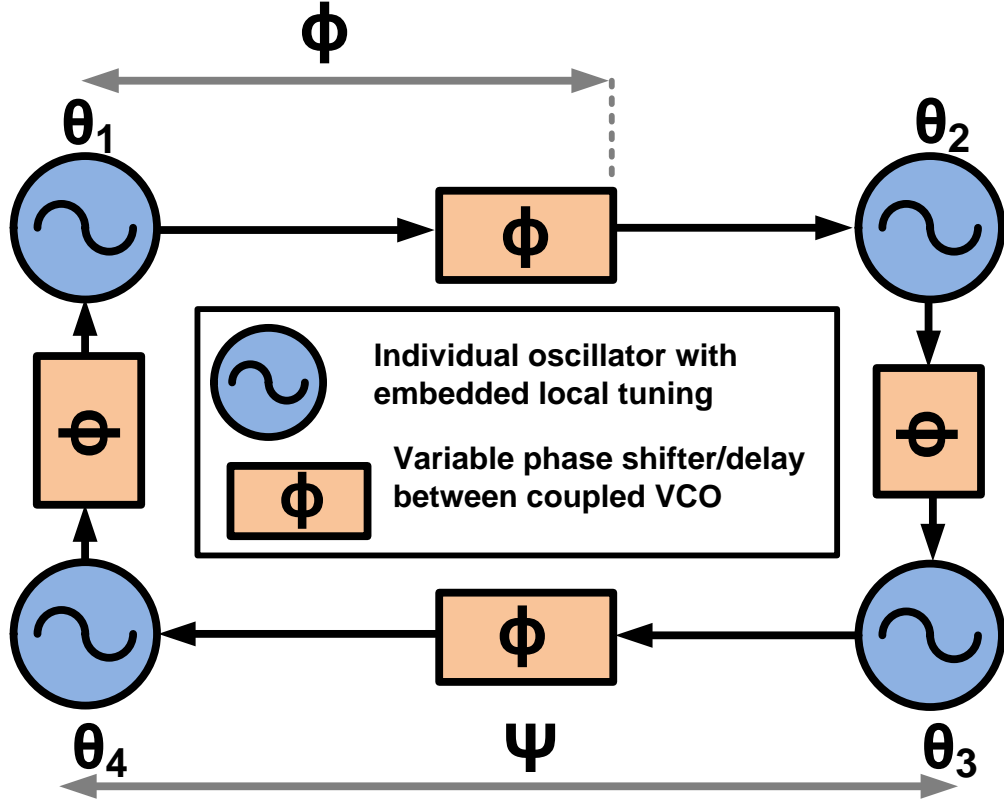 ϕ
θ1
θ2
ϕ
Individual oscillator with
embedded local tuning
ϕ
ϕ
ϕ
Variable phase shifter/delay
between coupled VCO
ϕ
θ4
Ψ
θ3